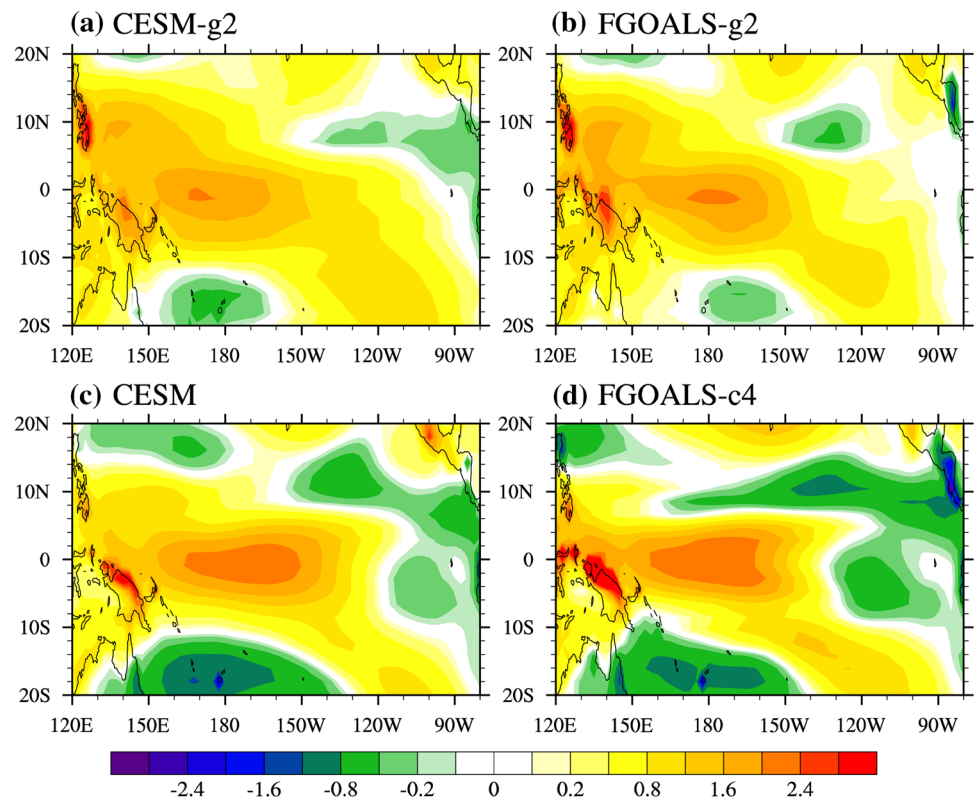 (a) CESM-g2
(b) FGOALS-g2
20N 20N
10N 10N
0 0
10S 10S
20S 20S
120E 150E 180 150W 120W 90W
120E 150E 180 150W 120W 90W
(c) CESM
(d) FGOALS-c4
20N 20N
10N 10N
0 0
10S 10S
20S 20S
120E 150E 180 150W 120W 90W
120E 150E 180 150W 120W 90W
-2.4 -1.6 -0.8 -0.2 0 0.2 0.8 1.6 2.4